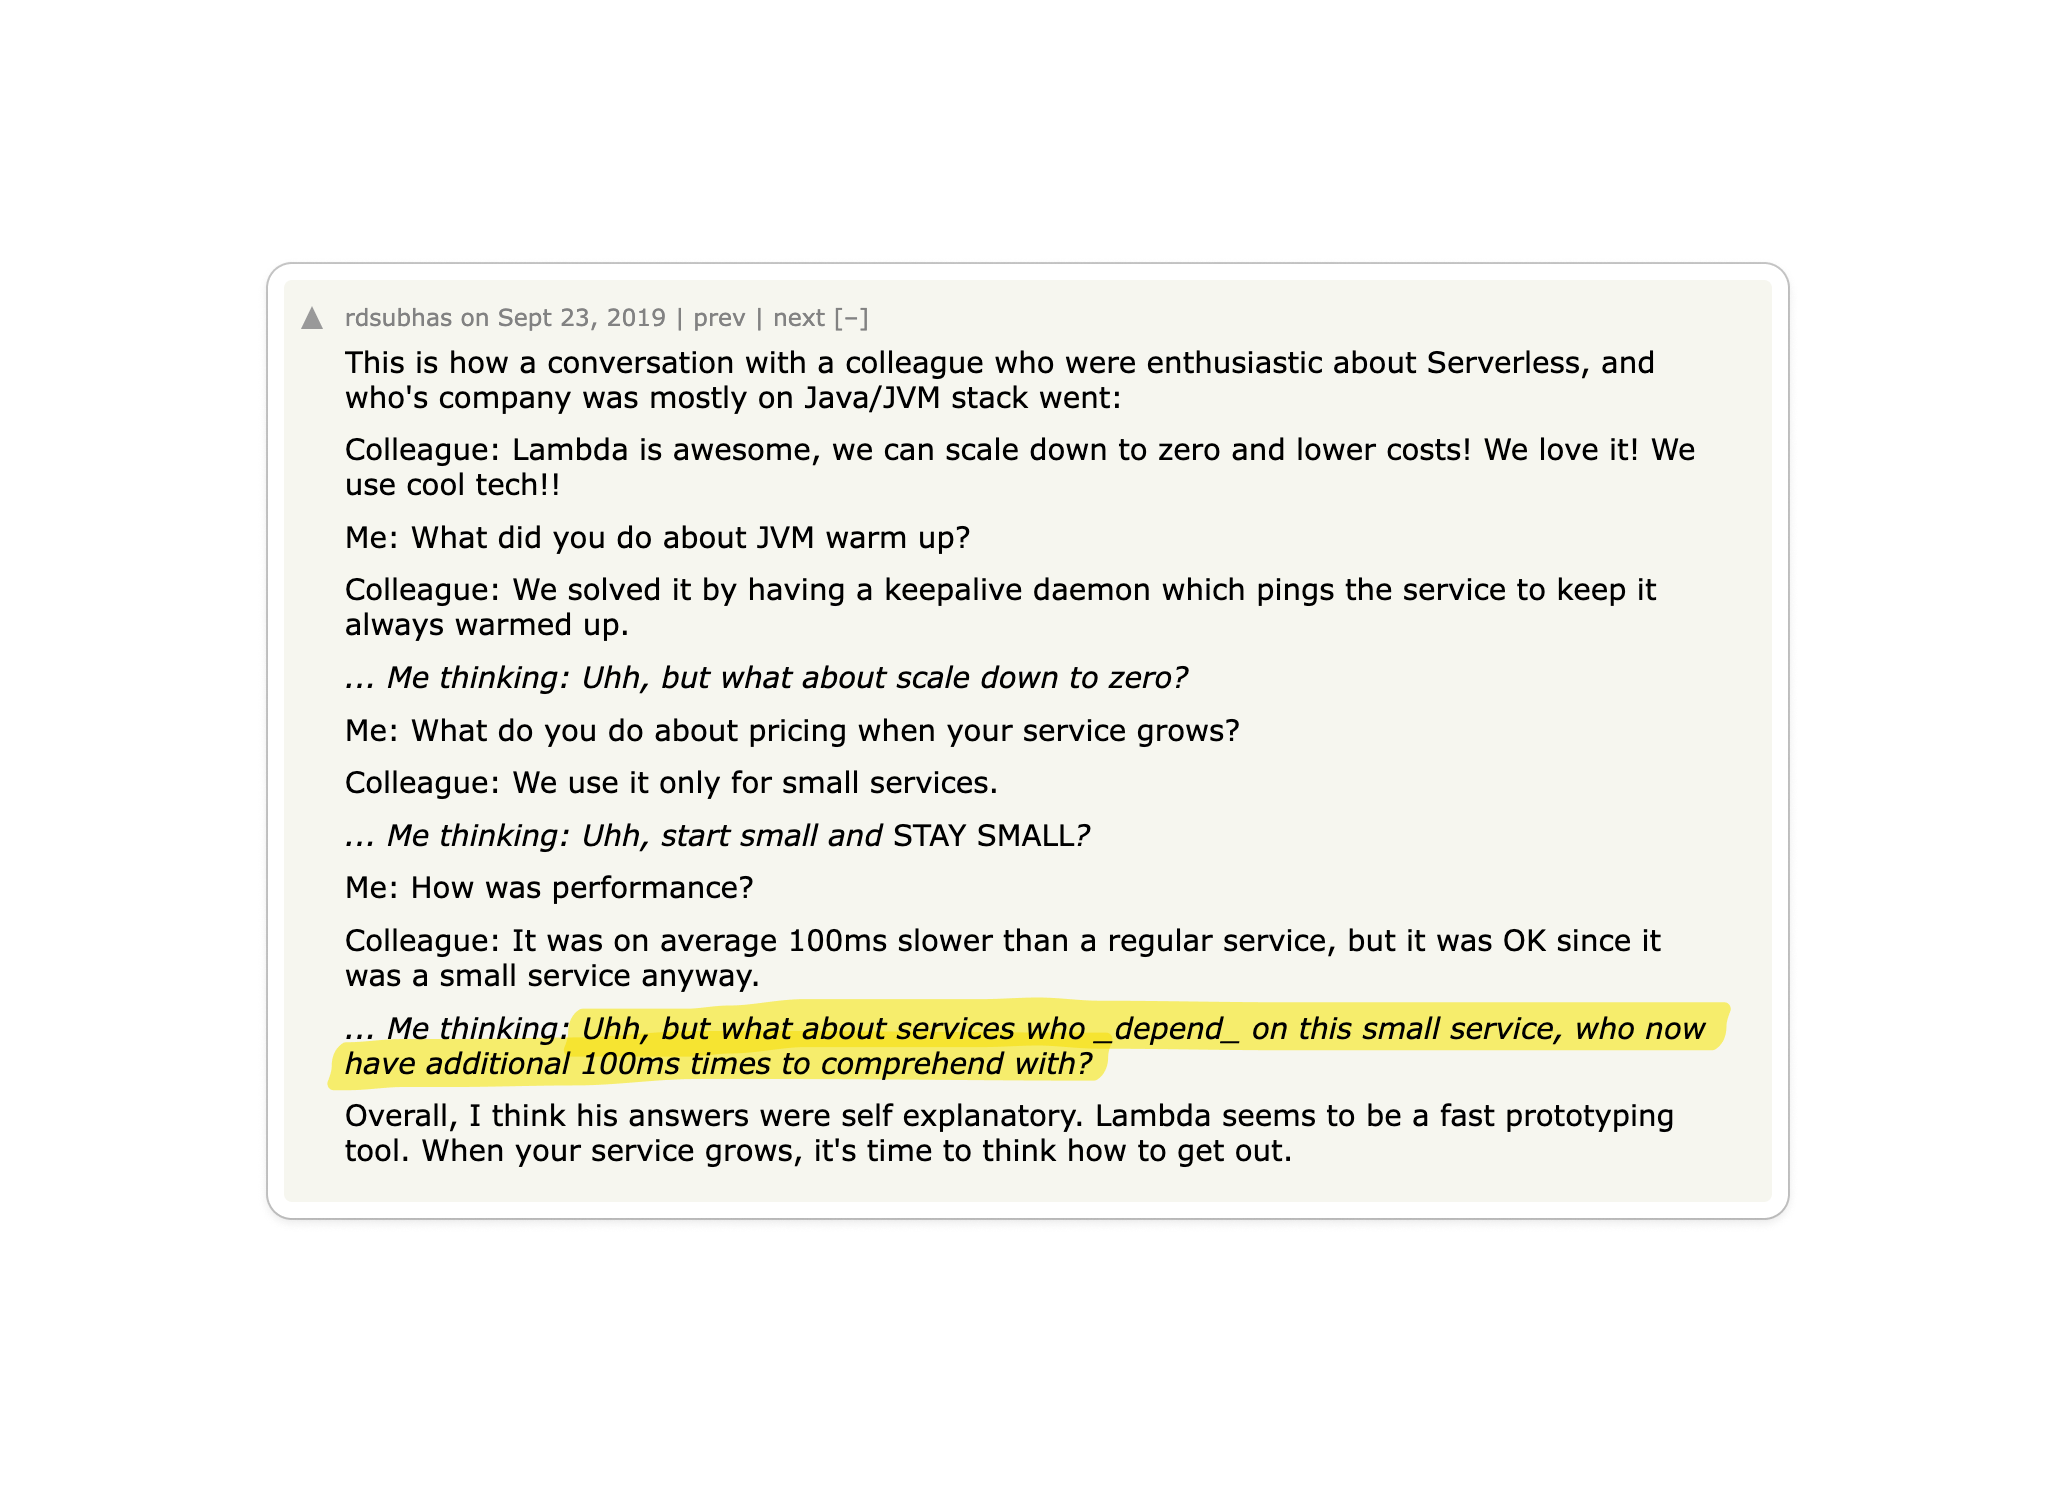 ▲ rdsubhas on Sept 23, 2019 | prev | next [–]
This is how a conversation with a colleague who were enthusiastic about Serverless, and
who's company was mostly on Java/JVM stack went:
Colleague: Lambda is awesome, we can scale down to zero and lower costs! We love it! We
use cool tech!!
Me: What did you do about JVM warm up?
Colleague: We solved it by having a keepalive daemon which pings the service to keep it
always warmed up.
... Me thinking: Uhh, but what about scale down to zero?
Me: What do you do about pricing when your service grows?
Colleague: We use it only for small services.
... Me thinking: Uhh, start small and STAY SMALL?
Me: How was performance?
Colleague: It was on average 100ms slower than a regular service, but it was OK since it
was a small service anyway.
... Me thinking: Uhh, but what about services who _depend_ on this small service, who now
have additional 100ms times to comprehend with?
Overall, I think his answers were self explanatory. Lambda seems to be a fast prototyping
tool. When your service grows, it's time to think how to get out.